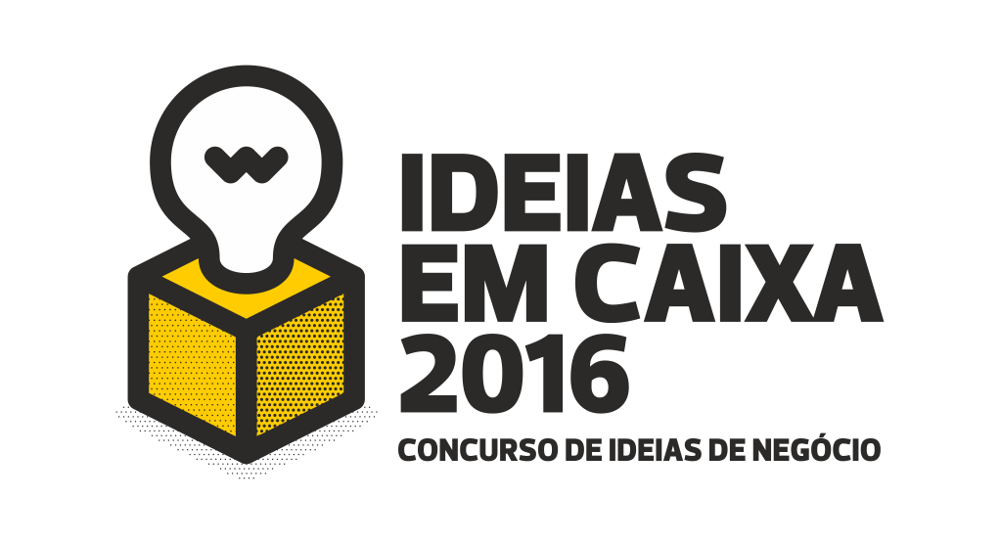 IDEIAS
EM CAIXA
2016
CONCURSO DE IDEIAS DE NEGÓCIO